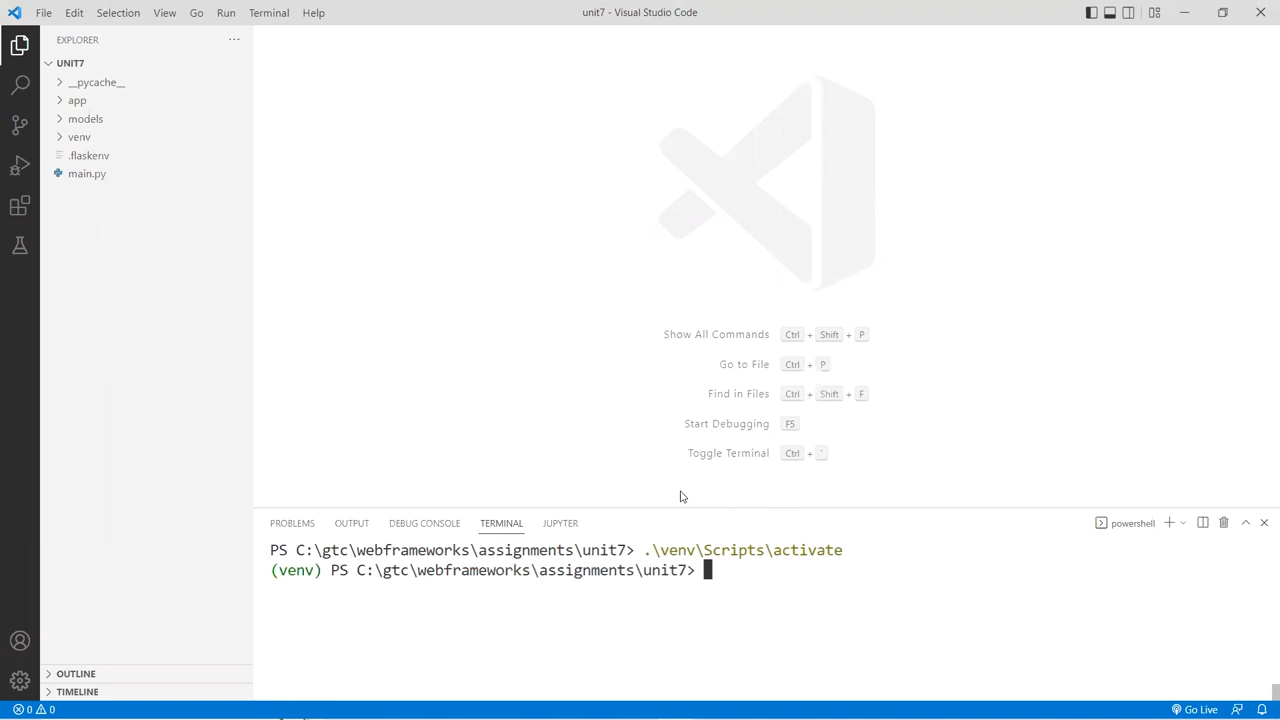 File Edit Selection View Go Run Terminal Help
unit7 - Visual Studio Code
EXPLORER
UNIT7
__pycache__
app
models
venv
.flaskenv
main.py
Show All Commands Ctrl + Shift + P
Go to File Ctrl + P
Find in Files Ctrl + Shift + F
Start Debugging F5
Toggle Terminal Ctrl + `
PROBLEMS OUTPUT DEBUG CONSOLE TERMINAL JUPYTER
powershell
PS C:\gtc\webframeworks\assignments\unit7> .\venv\Scripts\activate
(venv) PS C:\gtc\webframeworks\assignments\unit7>
OUTLINE
TIMELINE
0 0
Go Live